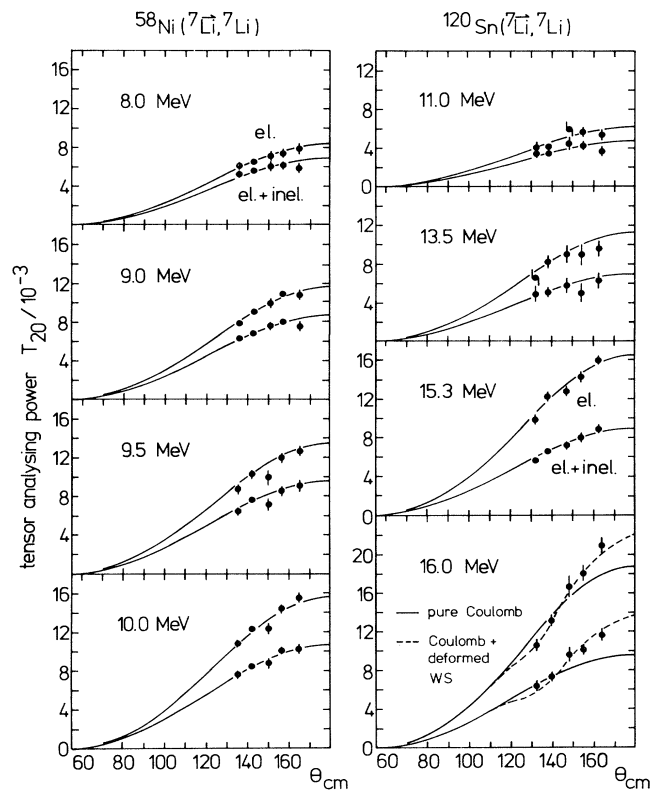 ⁵⁸Ni(⁷Li,⁷Li)
¹²⁰Sn(⁷Li,⁷Li)
tensor analysing power T₂₀/10⁻³
18
16
12
8
4
8.0 MeV
el.
el.+inel.
16
12
8
4
9.0 MeV
16
12
8
4
9.5 MeV
16
12
8
4
0
10.0 MeV
60 80 100 120 140 160 θcm
18
16
12
8
4
0
11.0 MeV
12
8
4
13.5 MeV
16
12
8
4
0
15.3 MeV
el.
el.+inel.
20
16
12
8
4
0
16.0 MeV
pure Coulomb
Coulomb +
deformed
WS
60 80 100 120 140 160 θcm